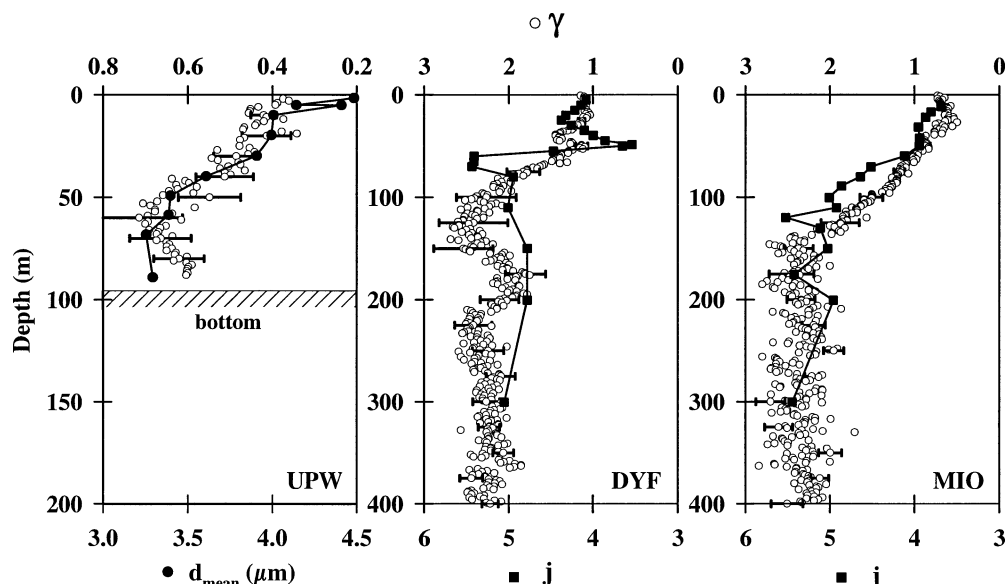 ○ γ
0.8 0.6 0.4 0.2 3 2 1 0 3 2 1 0
0 0 0
50 100 100
100 200 200
bottom
Depth (m)
150 300 300
UPW DYF MIO
200 400 400
3.0 3.5 4.0 4.5 6 5 4 3 6 5 4 3
● d_mean (μm) ■ j ■ j